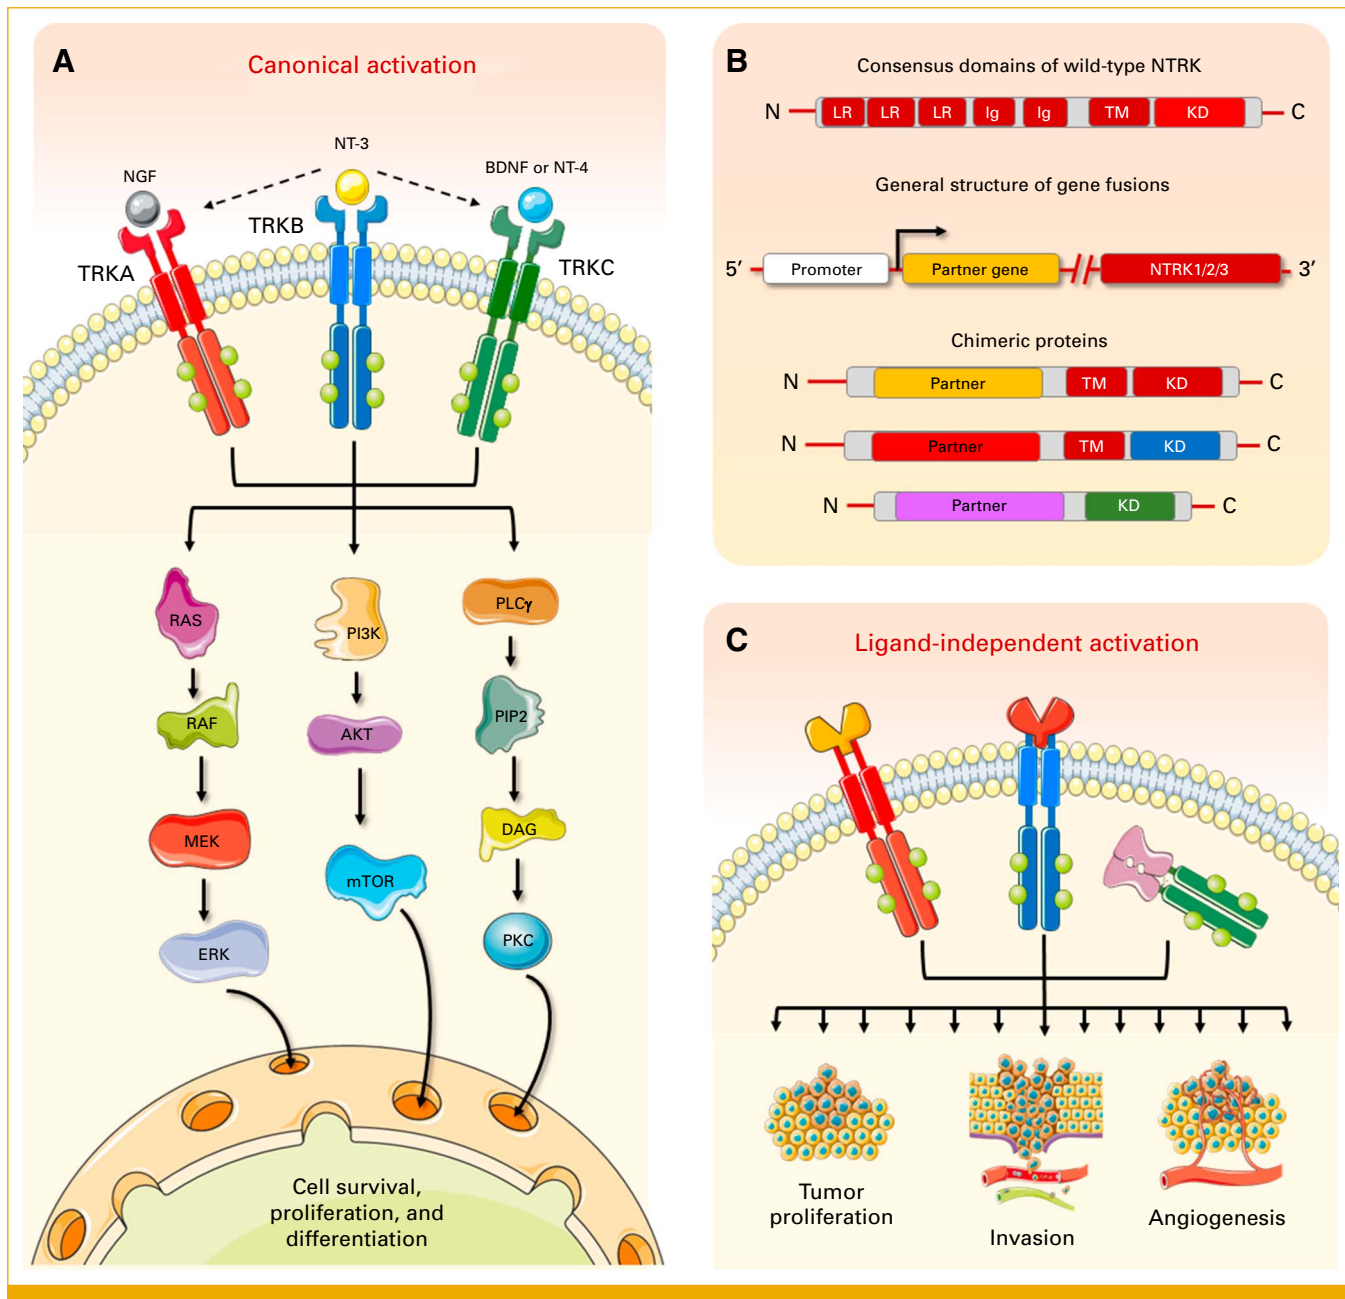 A
Canonical activation
NT-3
NGF
BDNF or NT-4
TRKB
TRKA
TRKC
RAS
PI3K
PLCγ
RAF
AKT
PIP2
MEK
mTOR
DAG
ERK
PKC
Cell survival,
proliferation, and
differentiation
B
Consensus domains of wild-type NTRK
N LR LR LR Ig Ig TM KD C
General structure of gene fusions
5′ Promoter Partner gene NTRK1/2/3 3′
Chimeric proteins
N Partner TM KD C
N Partner TM KD C
N Partner KD C
C
Ligand-independent activation
Tumor
proliferation
Invasion
Angiogenesis